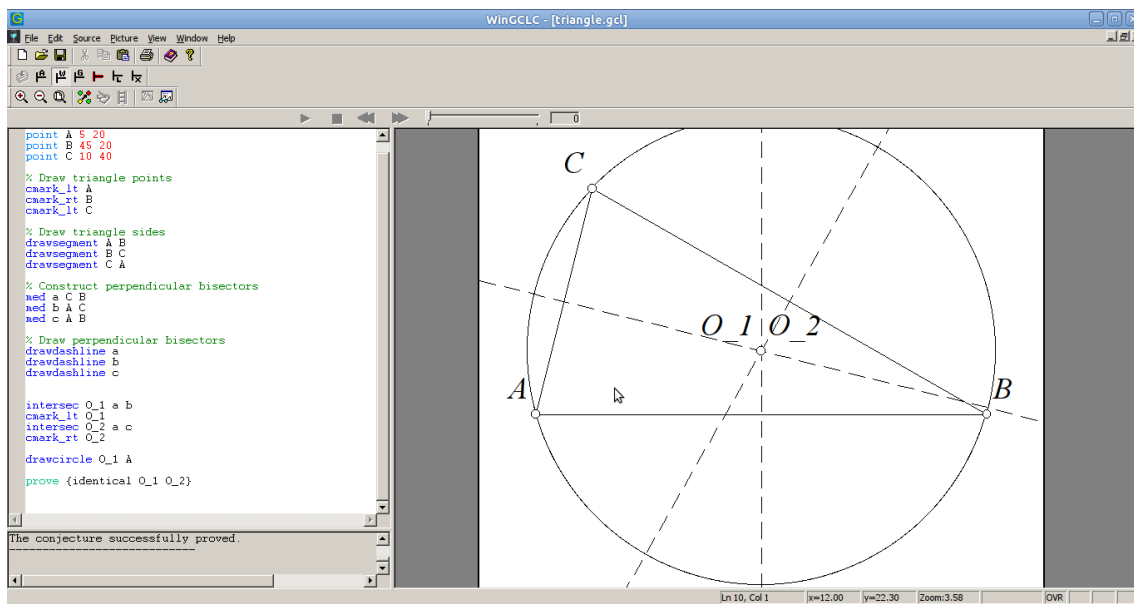 WinGCLC - [triangle.gcl]
File Edit Source Picture View Window Help
0
point A 5 20
point B 45 20
point C 10 40
% Draw triangle points
cmark_lt A
cmark_rt B
cmark_lt C
% Draw triangle sides
drawsegment A B
drawsegment B C
drawsegment C A
% Construct perpendicular bisectors
med a C B
med b A C
med c A B
% Draw perpendicular bisectors
drawdashline a
drawdashline b
drawdashline c
intersec O_1 a b
cmark_lt O_1
intersec O_2 a c
cmark_rt O_2
drawcircle O_1 A
prove {identical O_1 O_2}
C
O_1 O_2
A
B
The conjecture successfully proved.
Ln 10, Col 1 x=12.00 y=22.30 Zoom:3.58 OVR